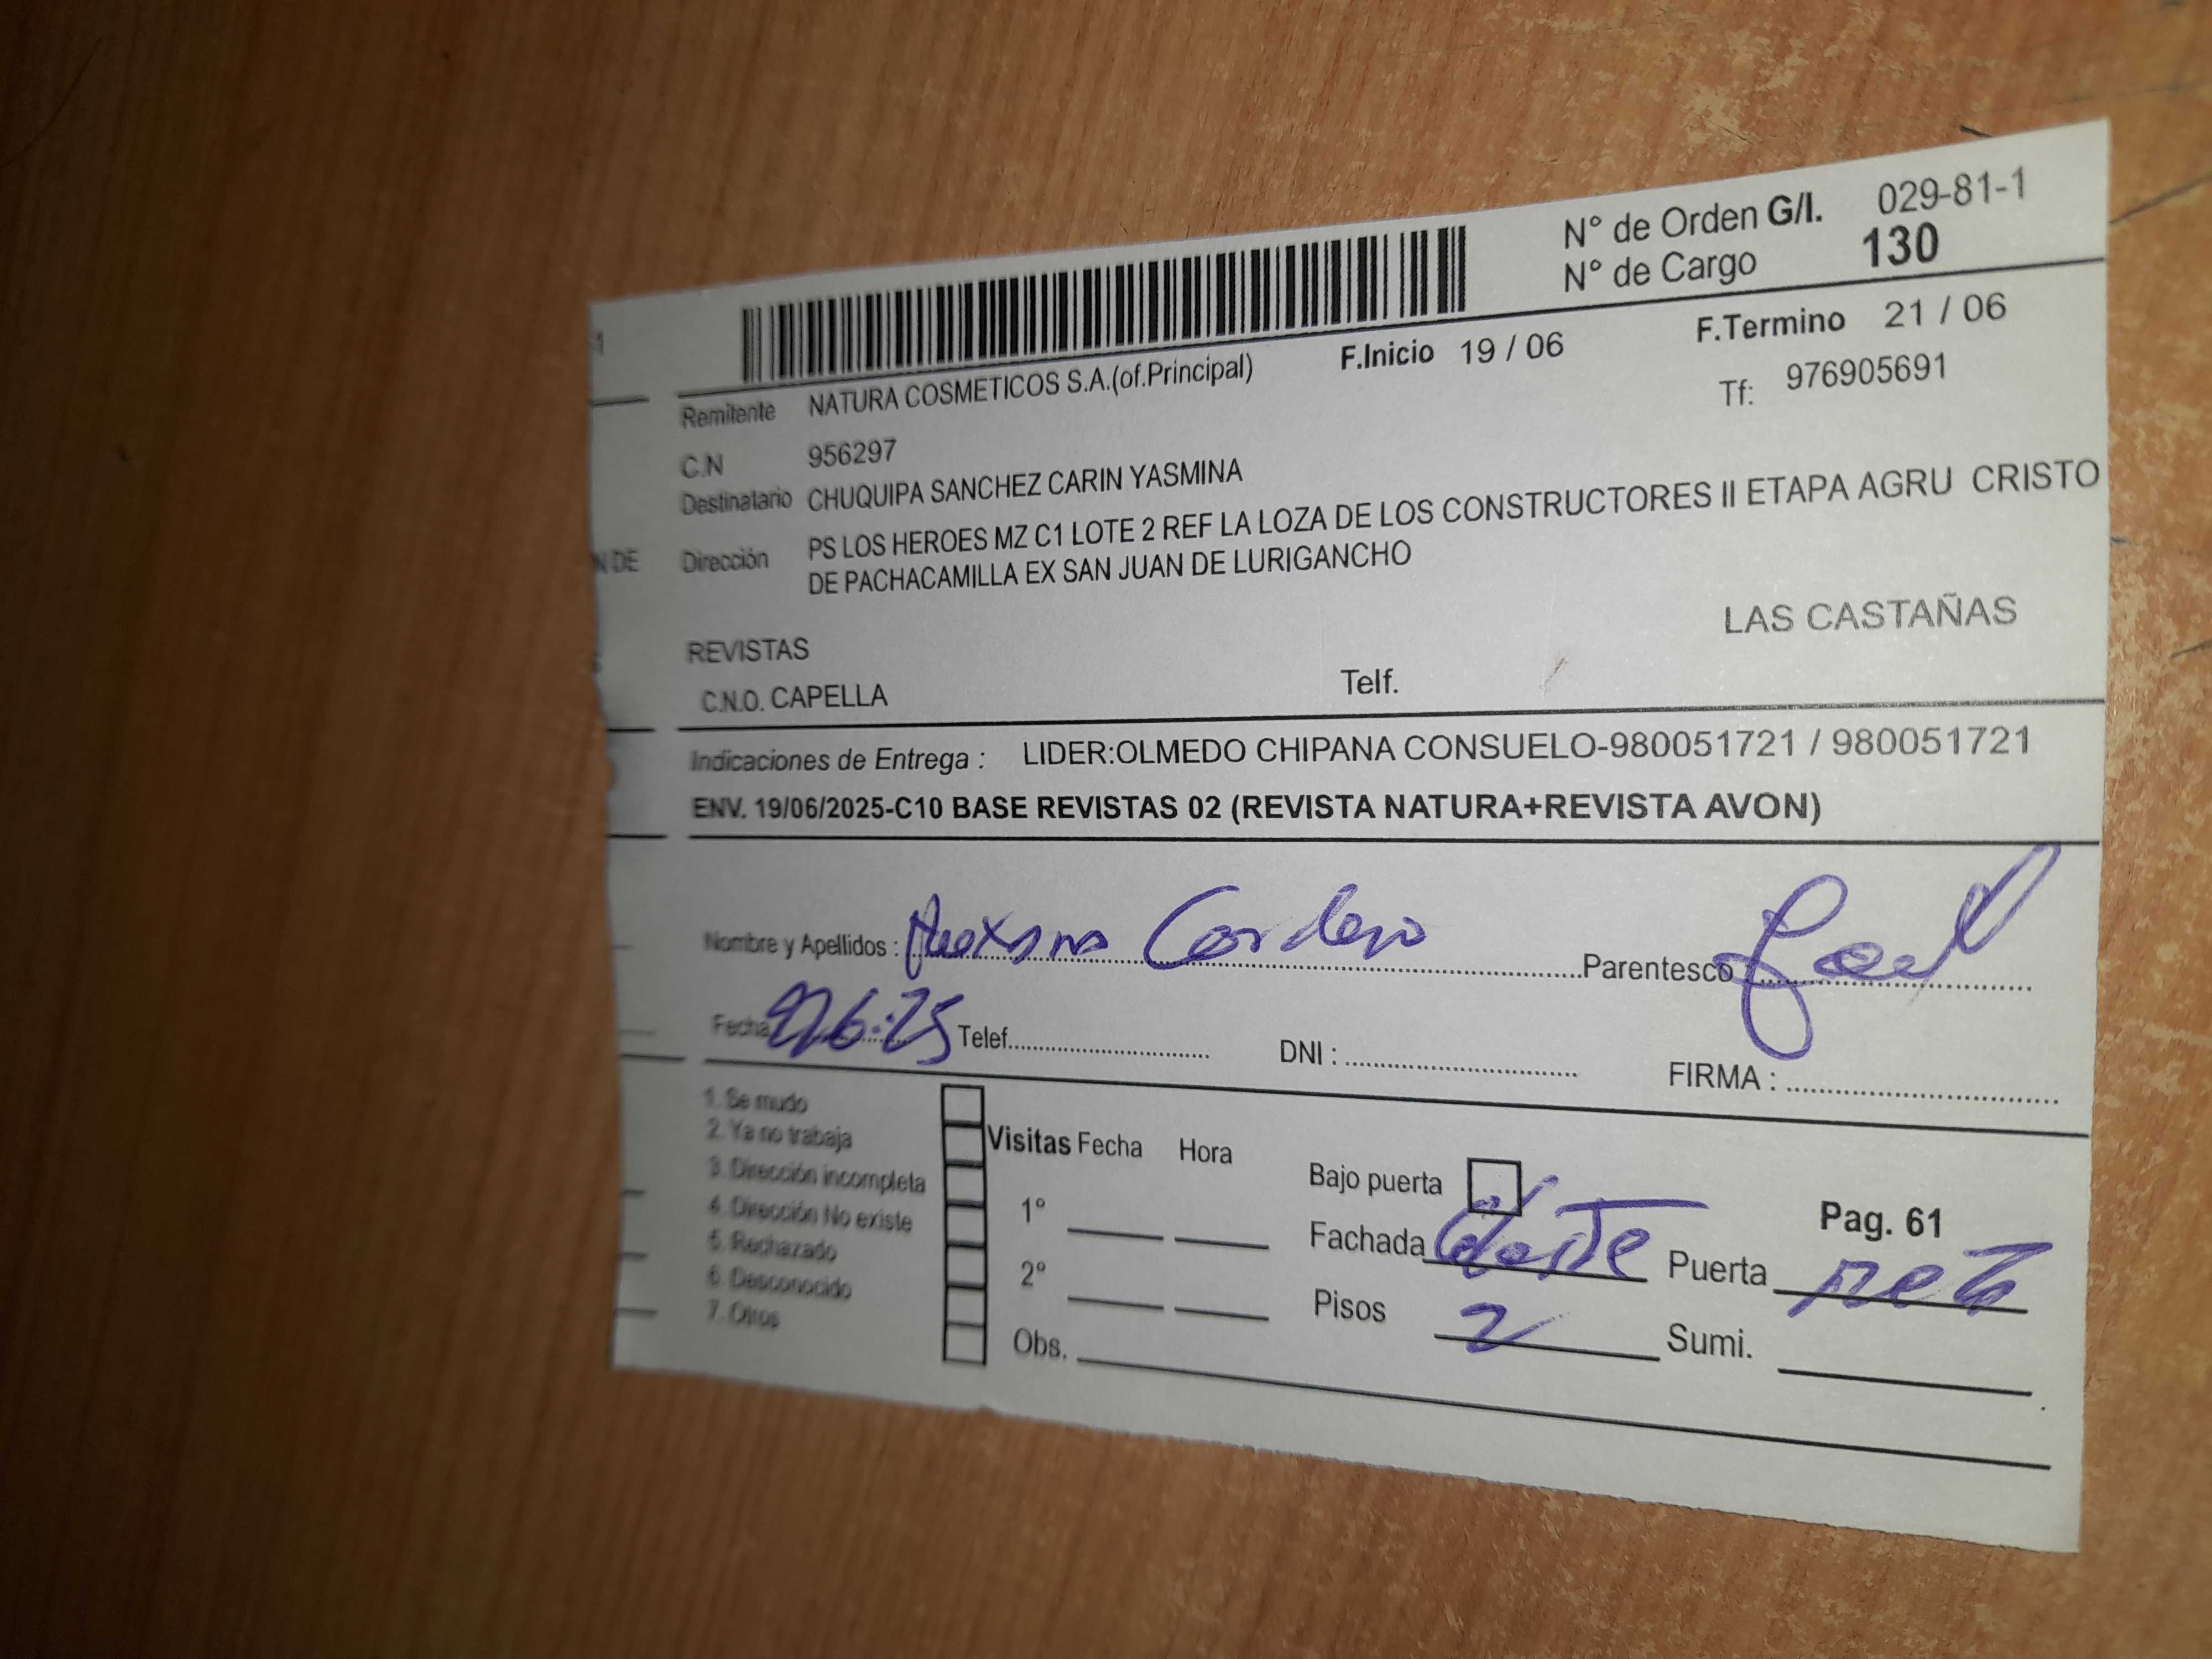 N° de Orden G/I. 029-81-1
N° de Cargo 130
F.Inicio 19 / 06 F.Termino 21 / 06
Remitente NATURA COSMETICOS S.A.(of.Principal) Tf: 976905691
C.N 956297
Destinatario CHUQUIPA SANCHEZ CARIN YASMINA
N DE
Dirección PS LOS HEROES MZ C1 LOTE 2 REF LA LOZA DE LOS CONSTRUCTORES II ETAPA AGRU CRISTO
DE PACHACAMILLA EX SAN JUAN DE LURIGANCHO
LAS CASTAÑAS
REVISTAS
C.N.O. CAPELLA Telf.
Indicaciones de Entrega : LIDER:OLMEDO CHIPANA CONSUELO-980051721 / 980051721
ENV. 19/06/2025-C10 BASE REVISTAS 02 (REVISTA NATURA+REVISTA AVON)
Nombre y Apellidos : Cordero Parentesco
Fecha Telef. DNI : FIRMA :
1. Se mudo
2. Ya no trabaja
3. Dirección incompleta
4. Dirección No existe
5. Rechazado
6. Desconocido
7. Otros
Visitas Fecha Hora
1°
2°
Obs.
Bajo puerta Pag. 61
Fachada Celeste Puerta
Pisos 2 Sumi.